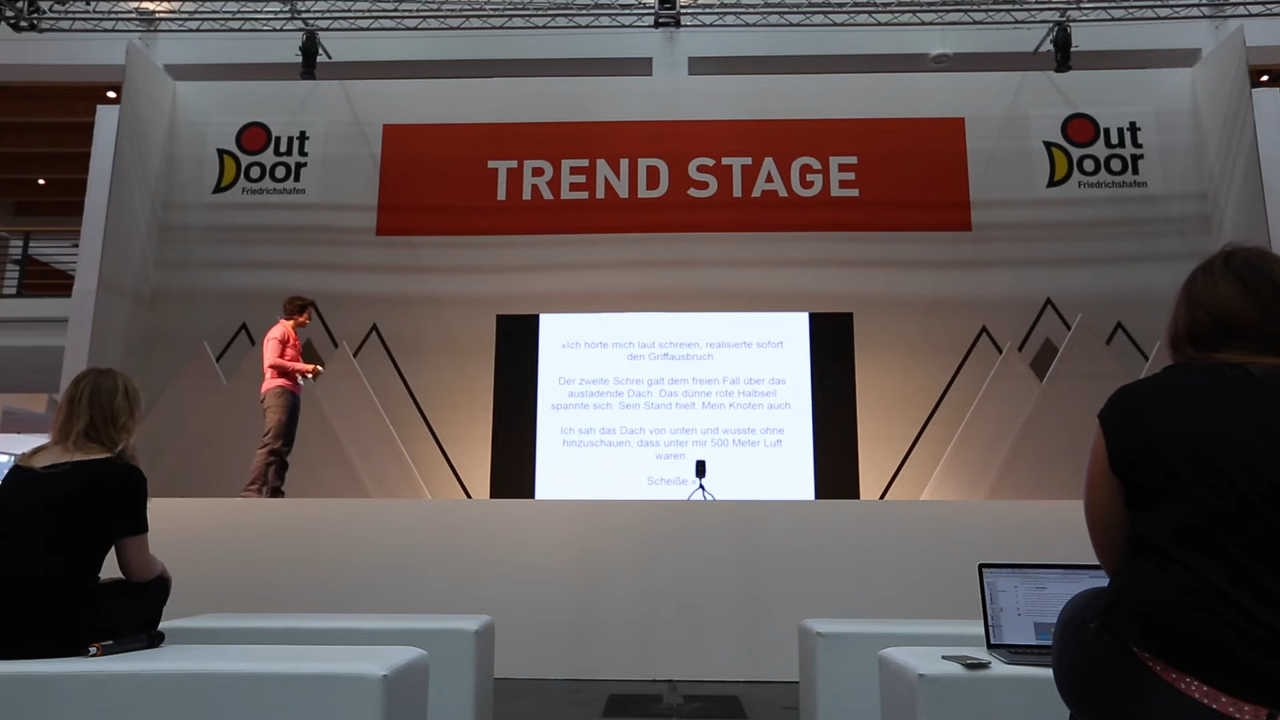 Out
Door
Friedrichshafen
TREND STAGE
Out
Door
Friedrichshafen
»Ich hörte mich laut schreien, realisierte sofort
den Griffausbruch.
Der zweite Schrei galt dem freien Fall über das
ausladende Dach. Das dünne rote Halbseil
spannte sich. Sein Stand hielt. Mein Knoten auch.
Ich sah das Dach von unten und wusste ohne
hinzuschauen, dass unter mir 500 Meter Luft
waren.
Scheiße.«